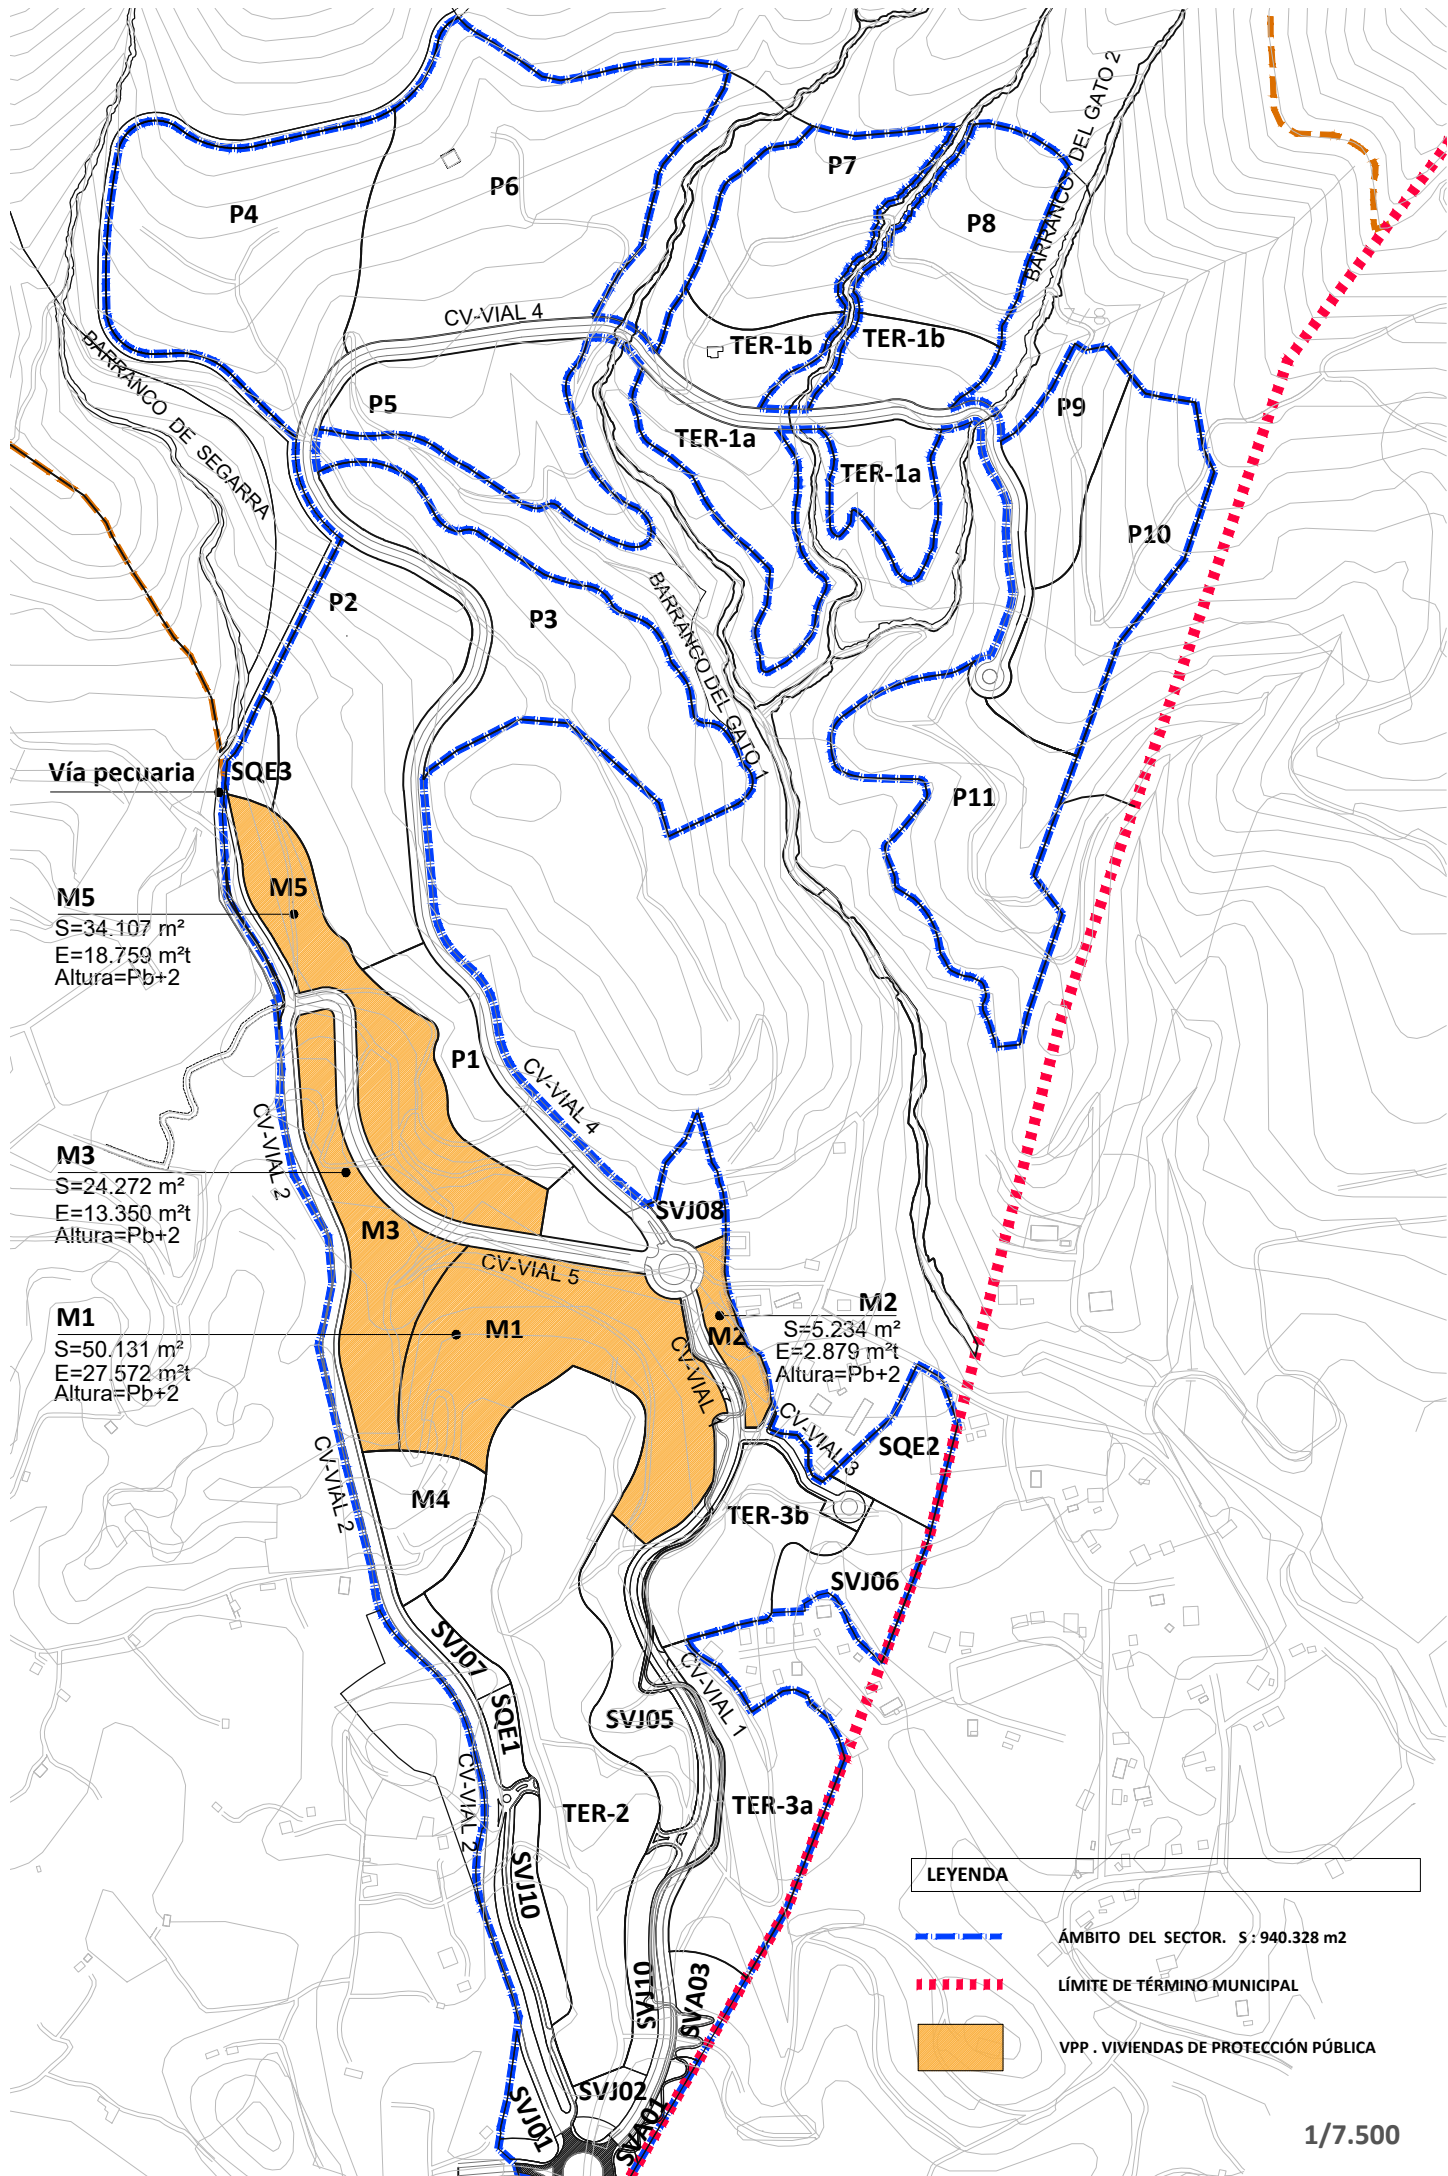 BARRANCO DEL GATO 2
P7
P6
P4
P8
CV-VIAL 4
TER-1b
TER-1b
BARRANCO DE SEGARRA
P5
P9
TER-1a
TER-1a
P10
BARRANCO DEL GATO 1
P2
P3
Vía pecuaria
SQE3
P11
M5
M5
S=34.107 m²
E=18.759 m²t
Altura=Pb+2
P1
CV-VIAL 4
CV-VIAL 2
M3
S=24.272 m²
E=13.350 m²t
Altura=Pb+2
SVJ08
M3
CV-VIAL 5
M1
S=50.131 m²
E=27.572 m²t
Altura=Pb+2
M1
M2
S=5.234 m²
E=2.879 m²t
Altura=Pb+2
M2
CV-VIAL
CV-VIAL 3
SQE2
CV-VIAL 2
M4
TER-3b
SVJ06
SVJ07
SQE1
CV-VIAL 1
SVJ05
CV-VIAL 2
TER-2
TER-3a
SVJ10
LEYENDA
ÁMBITO DEL SECTOR. S : 940.328 m2
LÍMITE DE TÉRMINO MUNICIPAL
VPP . VIVIENDAS DE PROTECCIÓN PÚBLICA
SVJ10
SVA03
SVJ02
SVJ01
SVA01
1/7.500